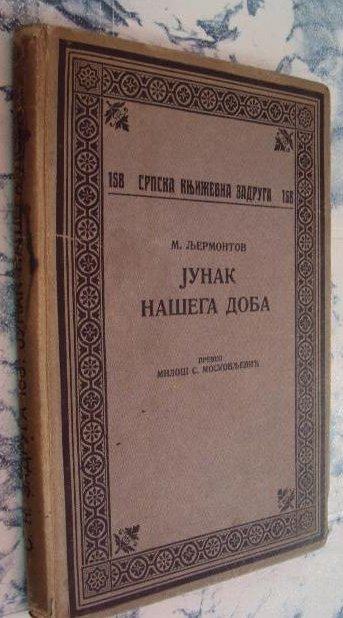 158 СРПСКА КЊИЖЕВНА ЗАДРУГА 158
М. ЉЕРМОНТОВ
ЈУНАК
НАШЕГА ДОБА
ПРЕВЕО
МИЛОШ С. МОСКОВЉЕВИЋ